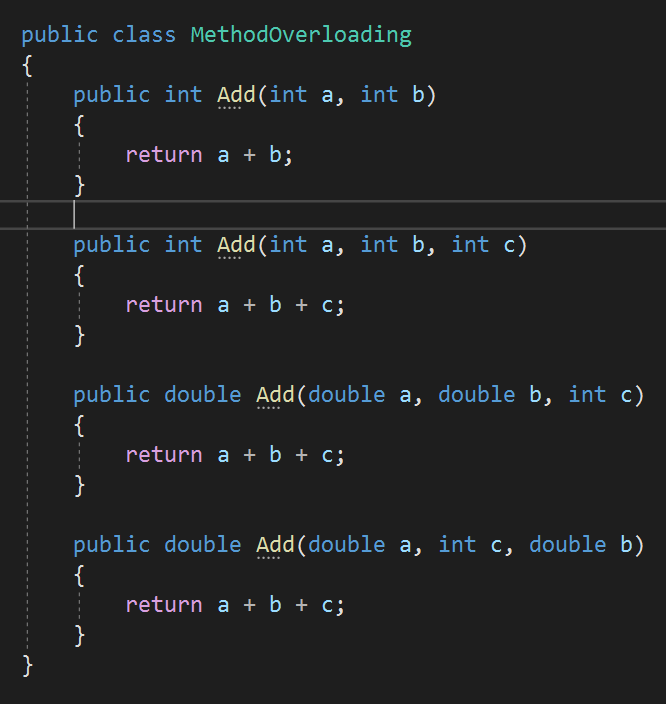 public class MethodOverloading
{
    public int Add(int a, int b)
    {
        return a + b;
    }

    public int Add(int a, int b, int c)
    {
        return a + b + c;
    }

    public double Add(double a, double b, int c)
    {
        return a + b + c;
    }

    public double Add(double a, int c, double b)
    {
        return a + b + c;
    }
}